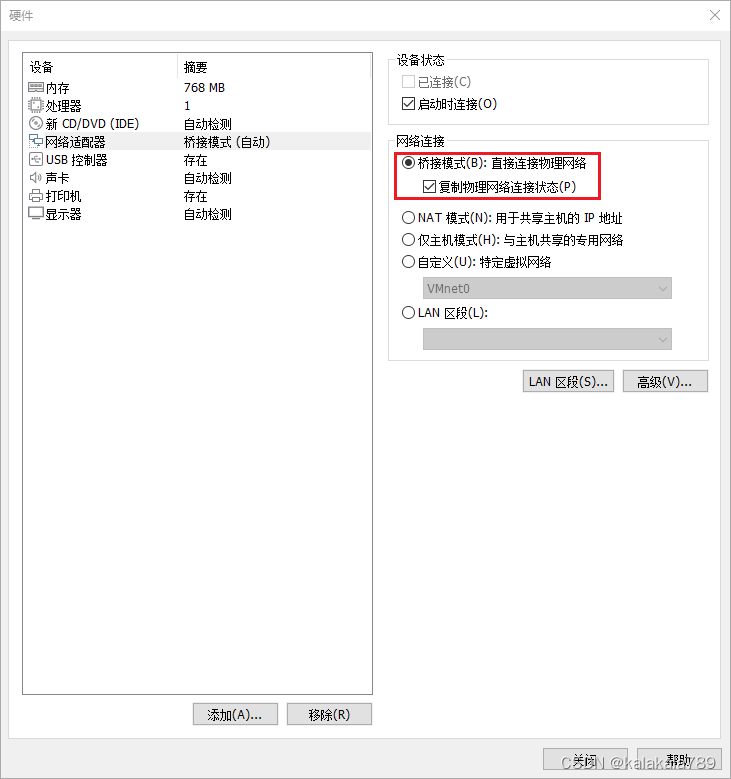 硬件
设备 摘要
内存 768 MB
处理器 1
新 CD/DVD (IDE) 自动检测
网络适配器 桥接模式 (自动)
USB 控制器 存在
声卡 自动检测
打印机 存在
显示器 自动检测
添加(A)... 移除(R)
设备状态
已连接(C)
启动时连接(O)
网络连接
桥接模式(B): 直接连接物理网络
复制物理网络连接状态(P)
NAT 模式(N): 用于共享主机的 IP 地址
仅主机模式(H): 与主机共享的专用网络
自定义(U): 特定虚拟网络
VMnet0
LAN 区段(L):
LAN 区段(S)... 高级(V)...
关闭 帮助
CSDN @kalakala789